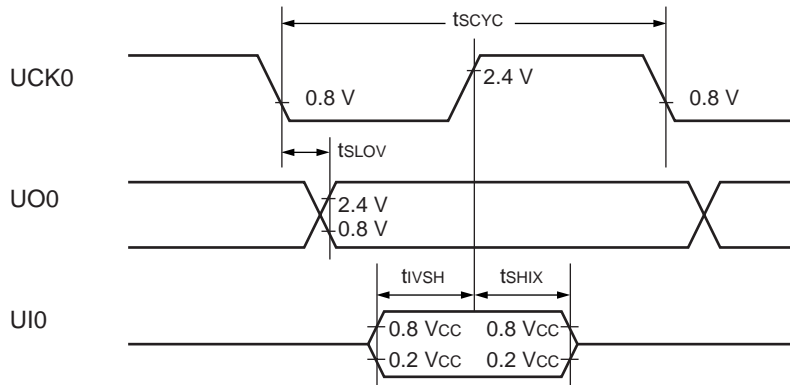 tSCYC
UCK0
2.4 V
0.8 V
0.8 V
tSLOV
UO0
2.4 V
0.8 V
tIVSH
tSHIX
UI0
0.8 VCC
0.8 VCC
0.2 VCC
0.2 VCC